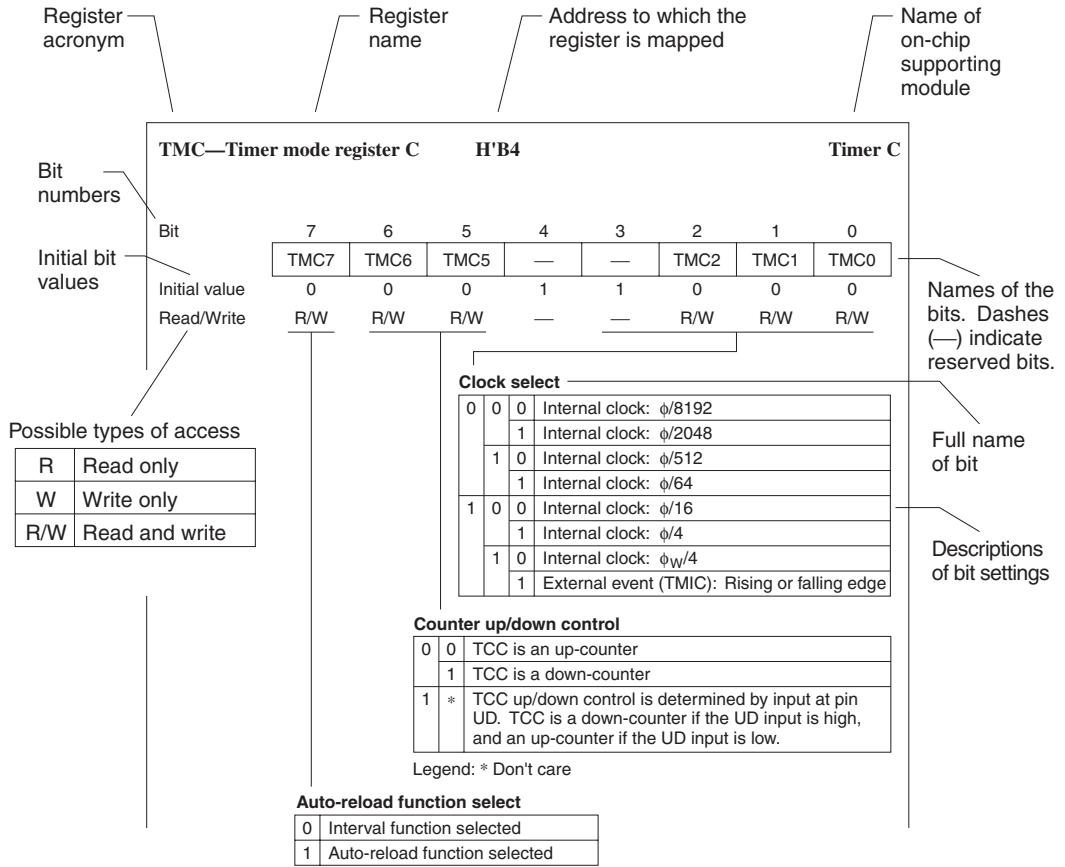 Register acronym
Register name
Address to which the register is mapped
Name of on-chip supporting module
TMC—Timer mode register C H'B4 Timer C
Bit numbers
Bit 7 6 5 4 3 2 1 0
Initial bit values
TMC7 TMC6 TMC5 — — TMC2 TMC1 TMC0
Initial value 0 0 0 1 1 0 0 0
Read/Write R/W R/W R/W — — R/W R/W R/W
Names of the bits. Dashes (—) indicate reserved bits.
Possible types of access
R Read only
W Write only
R/W Read and write
Clock select
0 0 0 Internal clock: ϕ/8192
1 Internal clock: ϕ/2048
1 0 Internal clock: ϕ/512
1 Internal clock: ϕ/64
1 0 0 Internal clock: ϕ/16
1 Internal clock: ϕ/4
1 0 Internal clock: ϕW/4
1 External event (TMIC): Rising or falling edge
Full name of bit
Descriptions of bit settings
Counter up/down control
0 0 TCC is an up-counter
1 TCC is a down-counter
1 * TCC up/down control is determined by input at pin
UD. TCC is a down-counter if the UD input is high,
and an up-counter if the UD input is low.
Legend: * Don't care
Auto-reload function select
0 Interval function selected
1 Auto-reload function selected